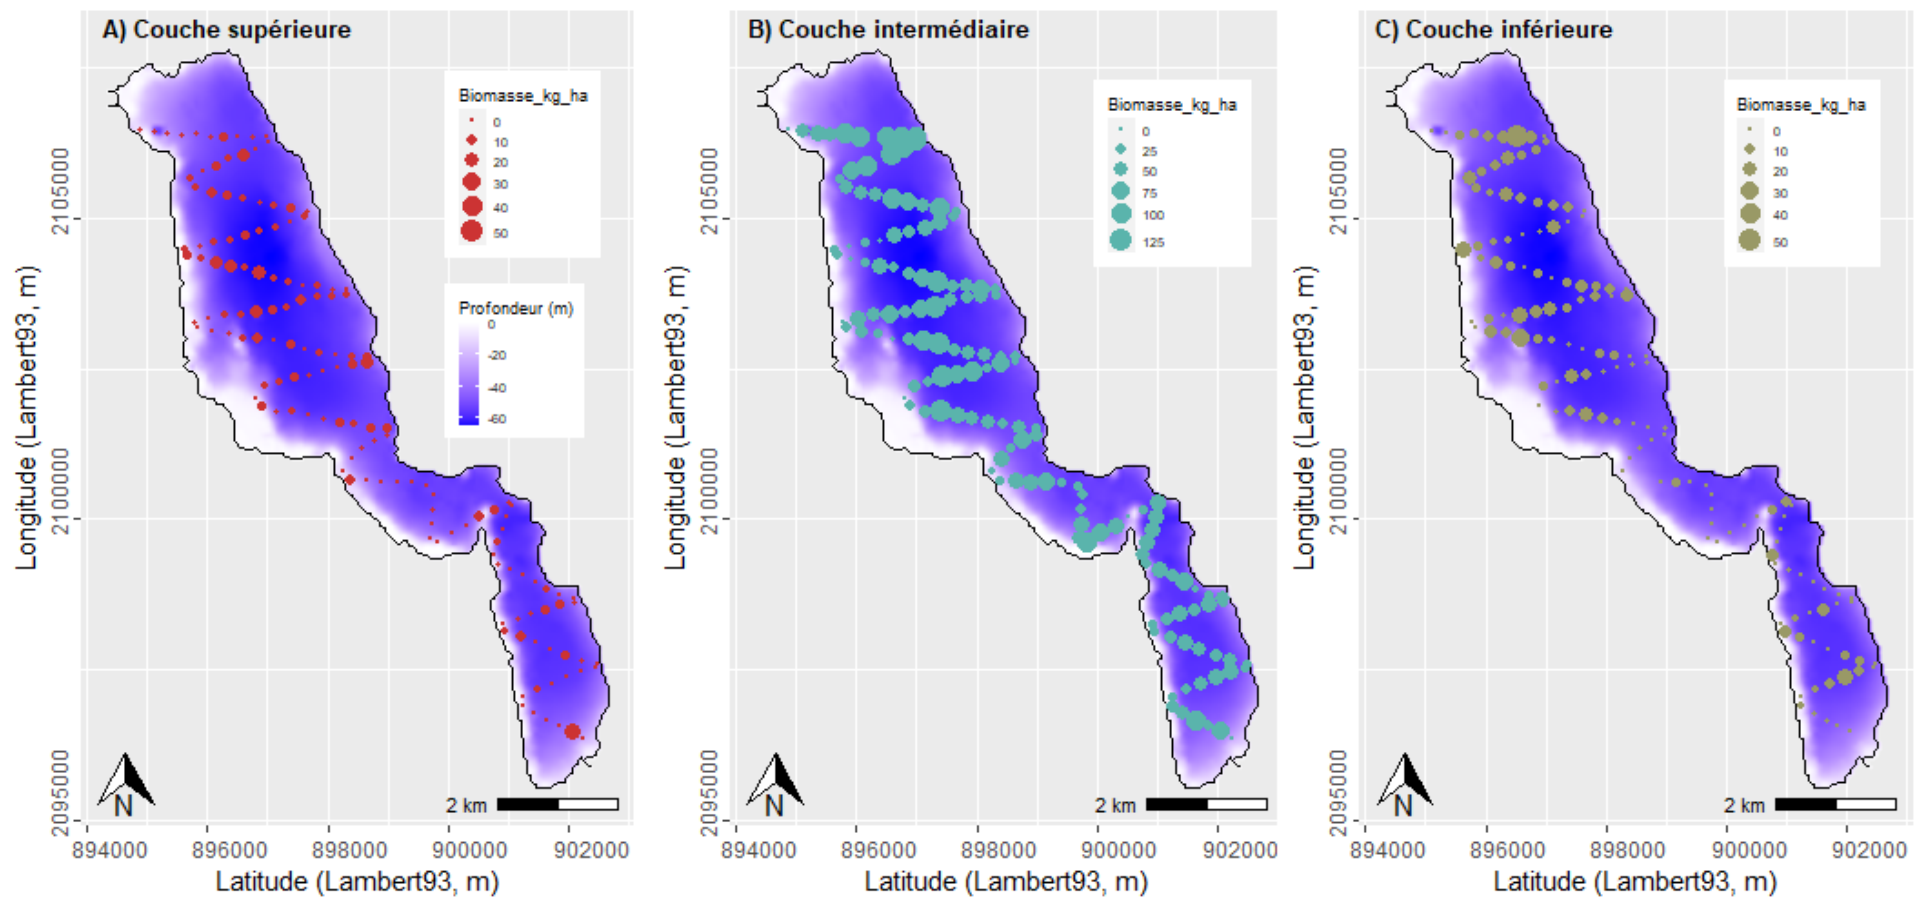 A) Couche supérieure
Biomasse_kg_ha
0
10
20
30
40
50
Profondeur (m)
0
-20
-40
-60
2105000
2100000
2095000
Longitude (Lambert93, m)
N
2 km
894000
896000
898000
900000
902000
Latitude (Lambert93, m)
B) Couche intermédiaire
Biomasse_kg_ha
0
25
50
75
100
125
2105000
2100000
2095000
Longitude (Lambert93, m)
N
2 km
894000
896000
898000
900000
902000
Latitude (Lambert93, m)
C) Couche inférieure
Biomasse_kg_ha
0
10
20
30
40
50
2105000
2100000
2095000
Longitude (Lambert93, m)
N
2 km
894000
896000
898000
900000
902000
Latitude (Lambert93, m)